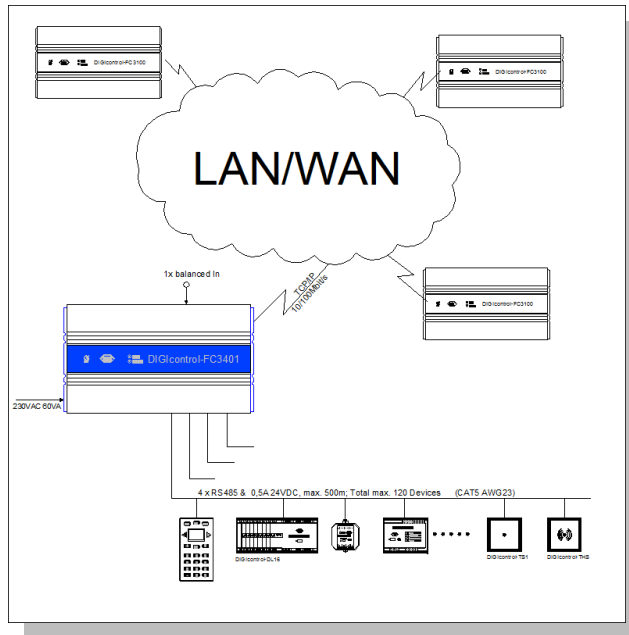 DIGIcontrol-FC3100
DIGIcontrol-FC3100
LAN/WAN
1x balanced In
TCP/IP
10/100Mbit/s
DIGIcontrol-FC3100
DIGIcontrol-FC3401
230VAC 60VA
4 x RS485 & 0,5A 24VDC, max. 500m; Total max. 120 Devices (CAT5 AWG23)
DIGIcontrol-DL16
DIGIcontrol-TS1
DIGIcontrol-THS